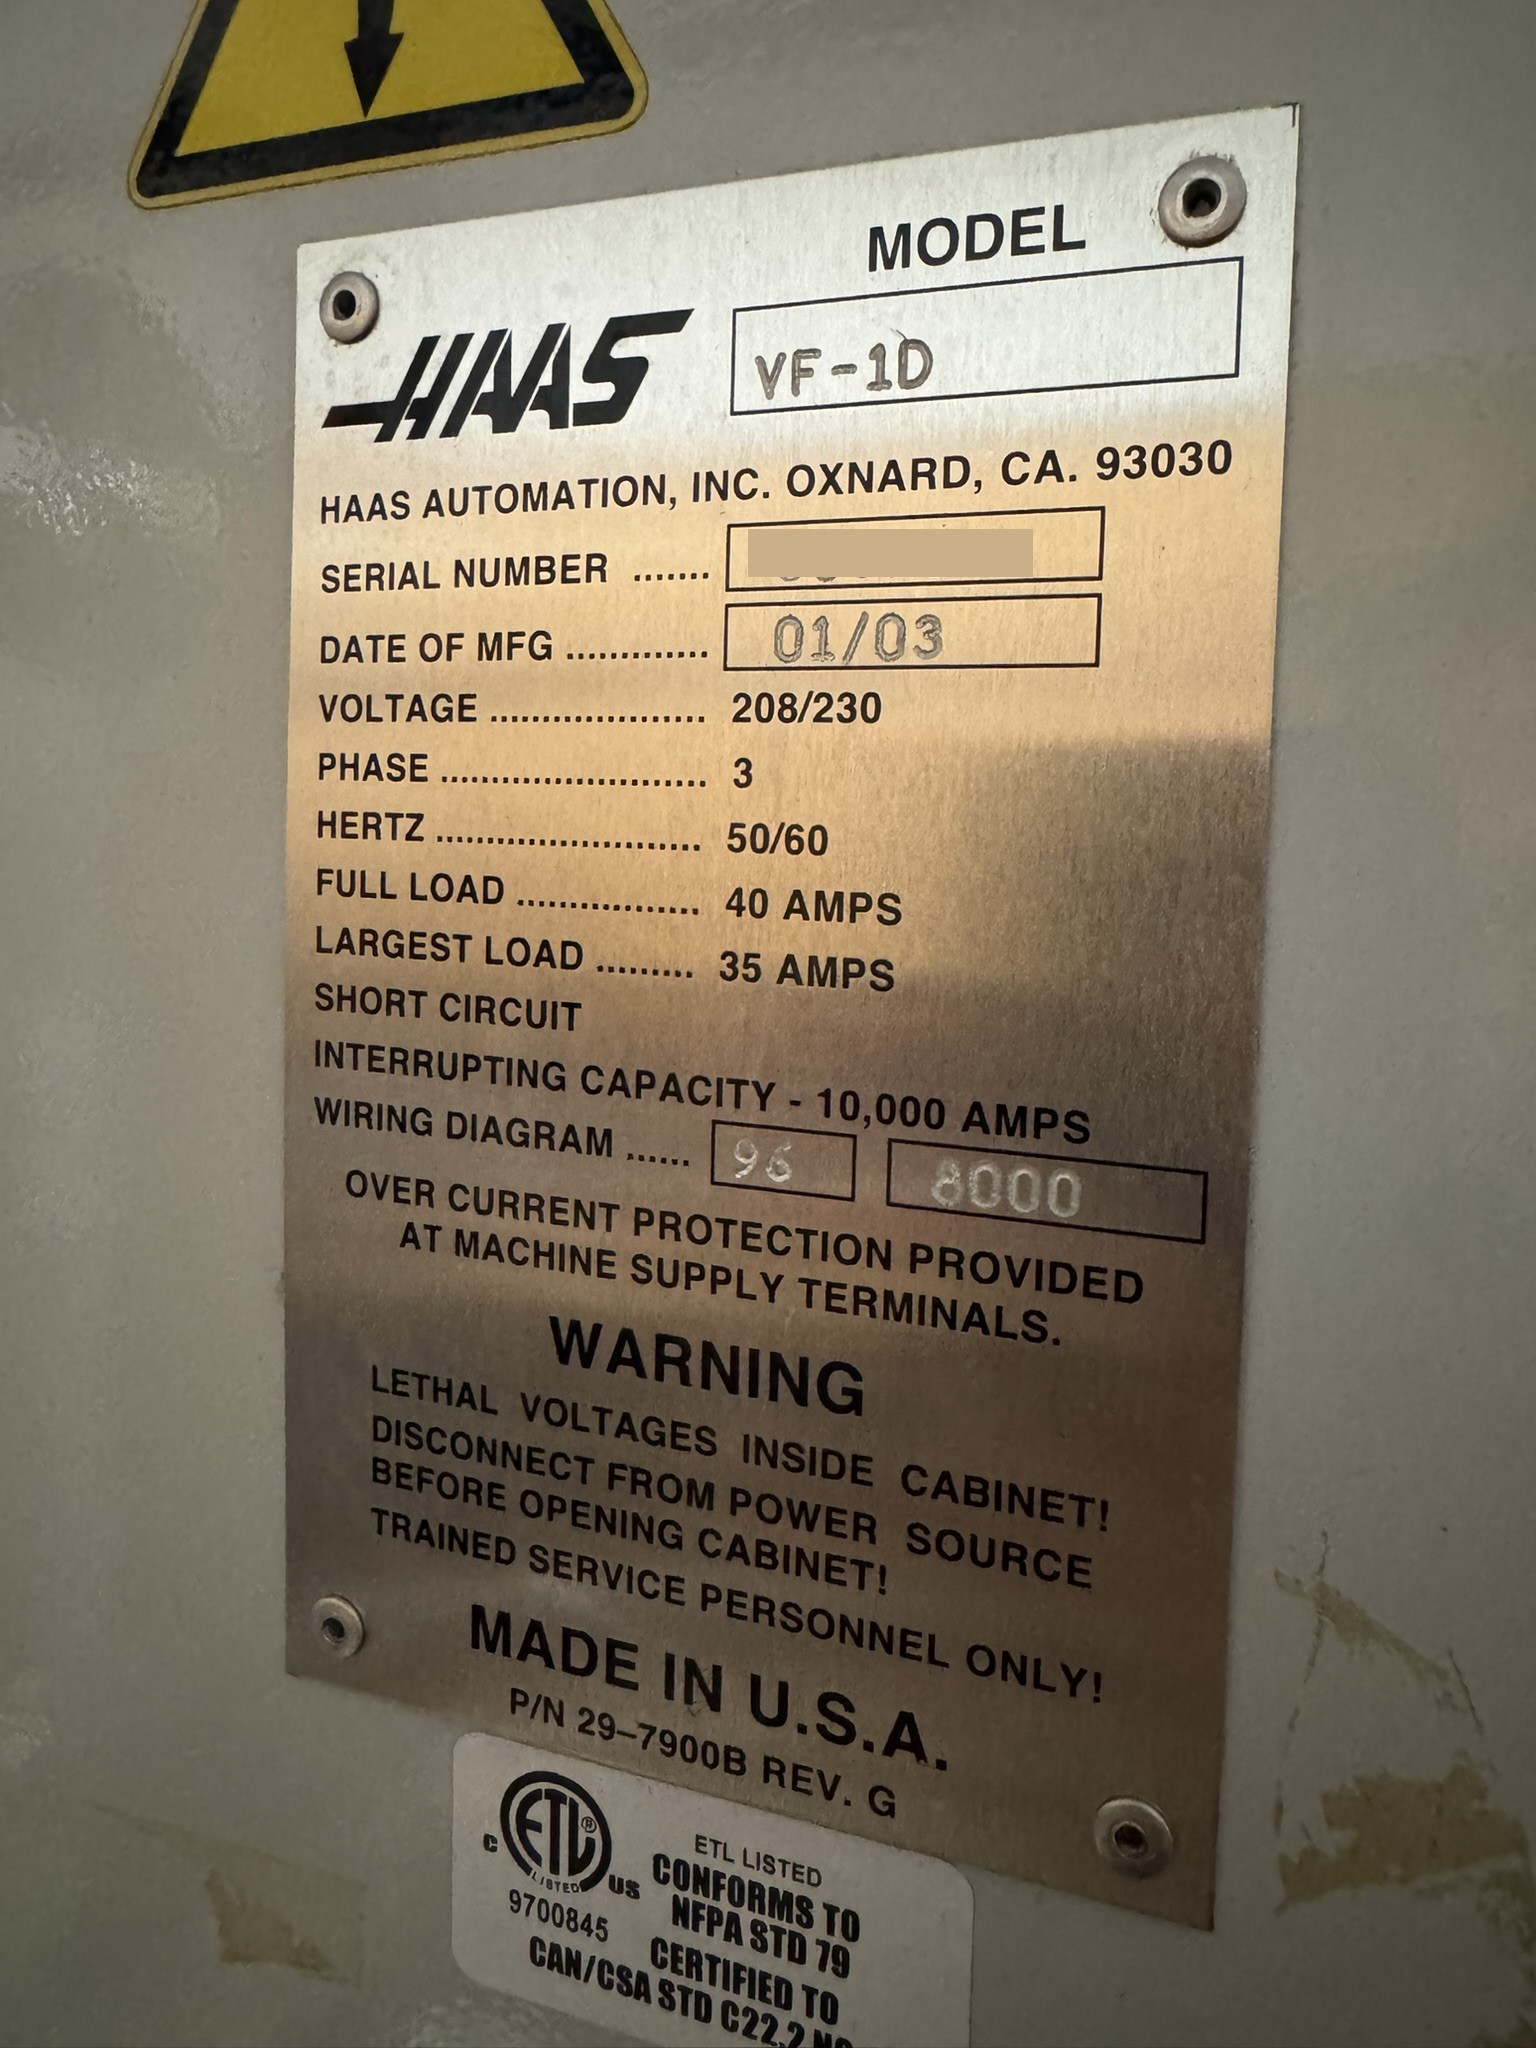 MODEL
HAAS
VF-1D
HAAS AUTOMATION, INC. OXNARD, CA. 93030
SERIAL NUMBER .......
DATE OF MFG ............. 01/03
VOLTAGE ..................... 208/230
PHASE .......................... 3
HERTZ .......................... 50/60
FULL LOAD .................. 40 AMPS
LARGEST LOAD ......... 35 AMPS
SHORT CIRCUIT
INTERRUPTING CAPACITY - 10,000 AMPS
WIRING DIAGRAM ...... 96 8000
OVER CURRENT PROTECTION PROVIDED
AT MACHINE SUPPLY TERMINALS.
WARNING
LETHAL VOLTAGES INSIDE CABINET!
DISCONNECT FROM POWER SOURCE
BEFORE OPENING CABINET!
TRAINED SERVICE PERSONNEL ONLY!
MADE IN U.S.A.
P/N 29-7900B REV. G
C ETL® LISTED US
9700845
ETL LISTED
CONFORMS TO
NFPA STD 79
CERTIFIED TO
CAN/CSA STD C22.2